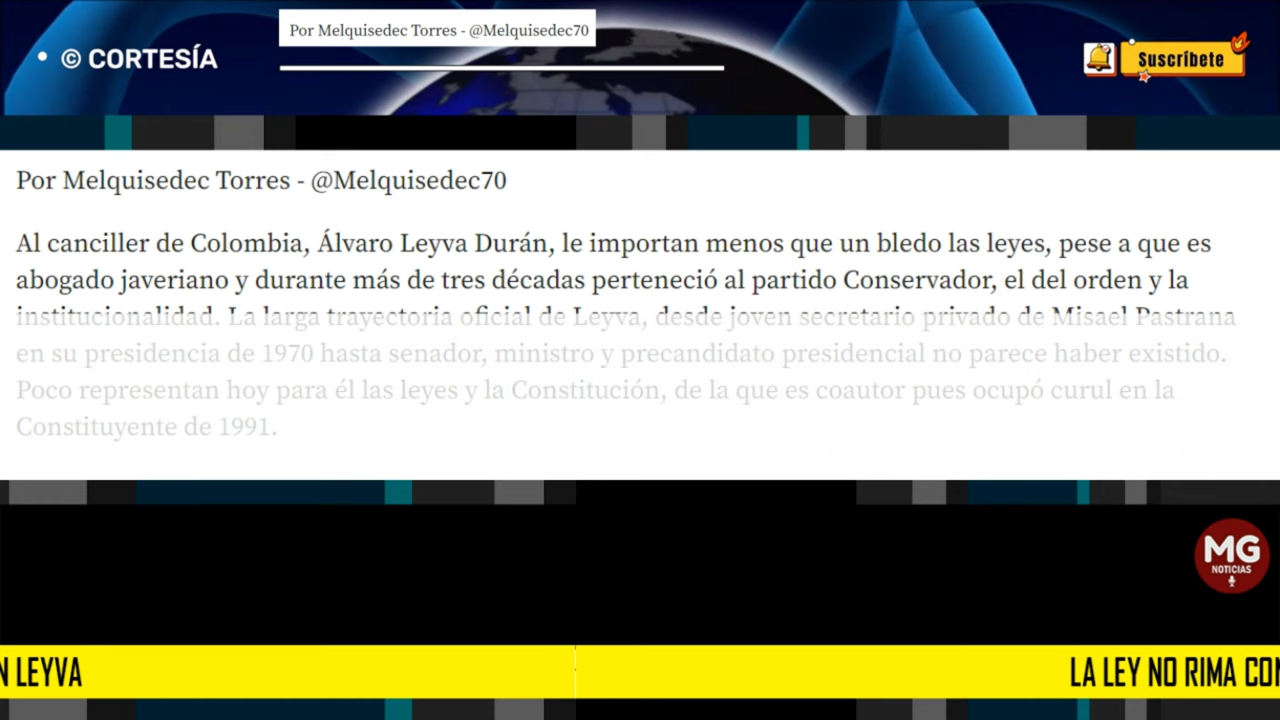 Por Melquisedec Torres - @Melquisedec70
• © CORTESÍA
Suscríbete
Por Melquisedec Torres - @Melquisedec70
Al canciller de Colombia, Álvaro Leyva Durán, le importan menos que un bledo las leyes, pese a que es
abogado javeriano y durante más de tres décadas perteneció al partido Conservador, el del orden y la
institucionalidad. La larga trayectoria oficial de Leyva, desde joven secretario privado de Misael Pastrana
en su presidencia de 1970 hasta senador, ministro y precandidato presidencial no parece haber existido.
Poco representan hoy para él las leyes y la Constitución, de la que es coautor pues ocupó curul en la
Constituyente de 1991.
MG
NOTICIAS
N LEYVA
LA LEY NO RIMA CON